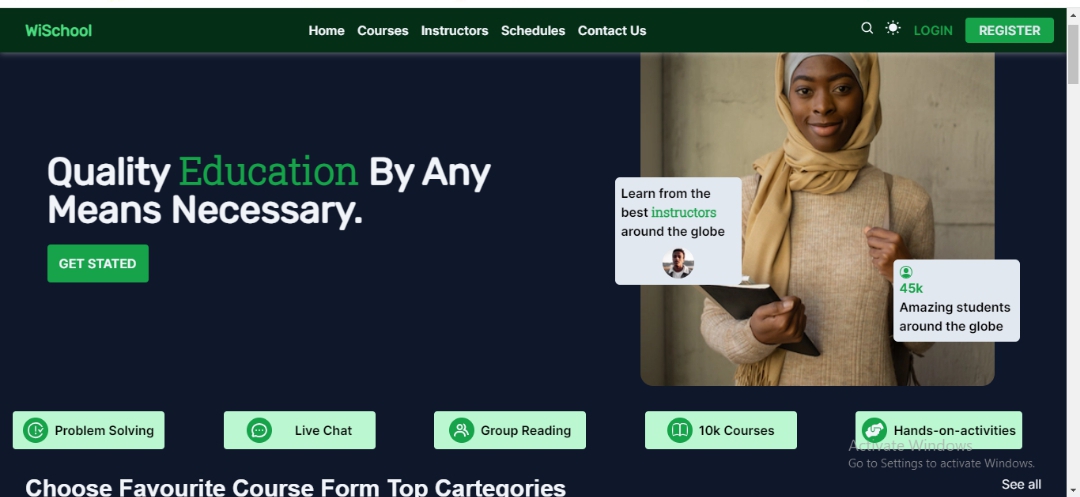 WiSchool
Home Courses Instructors Schedules Contact Us
LOGIN
REGISTER
Quality Education By Any
Means Necessary.
GET STATED
Learn from the
best instructors
around the globe
45k
Amazing students
around the globe
Problem Solving
Live Chat
Group Reading
10k Courses
Hands-on-activities
Activate Windows
Go to Settings to activate Windows.
Choose Favourite Course Form Top Cartegories
See all